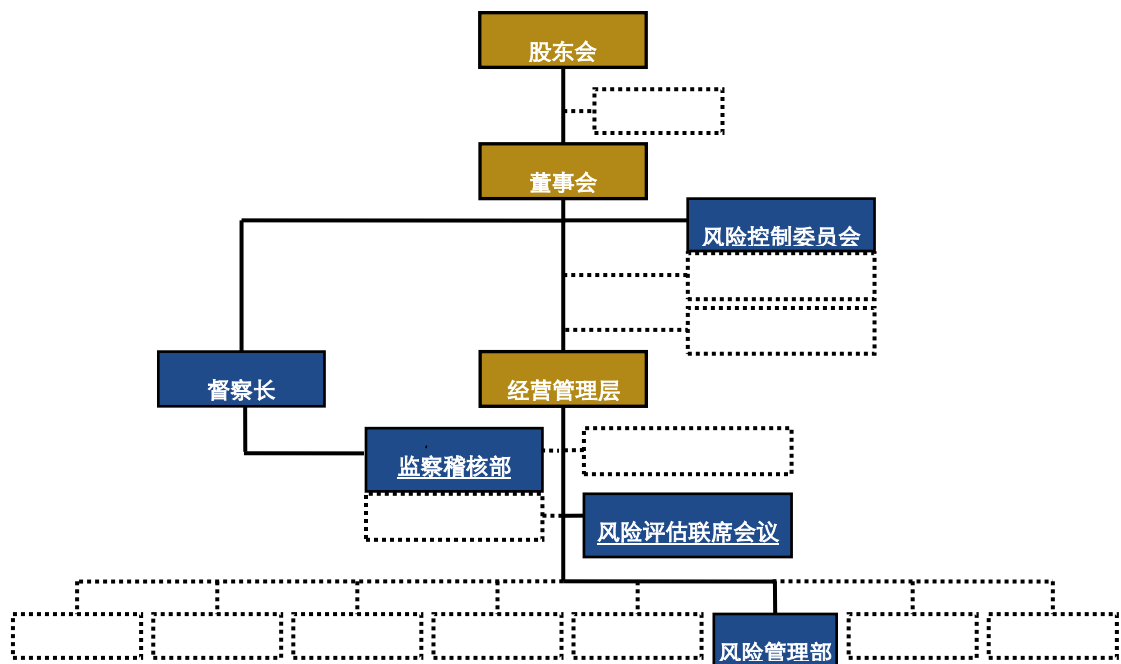 股东会
董事会
风险控制委员会
督察长
经营管理层
监察稽核部
风险评估联席会议
风险管理部